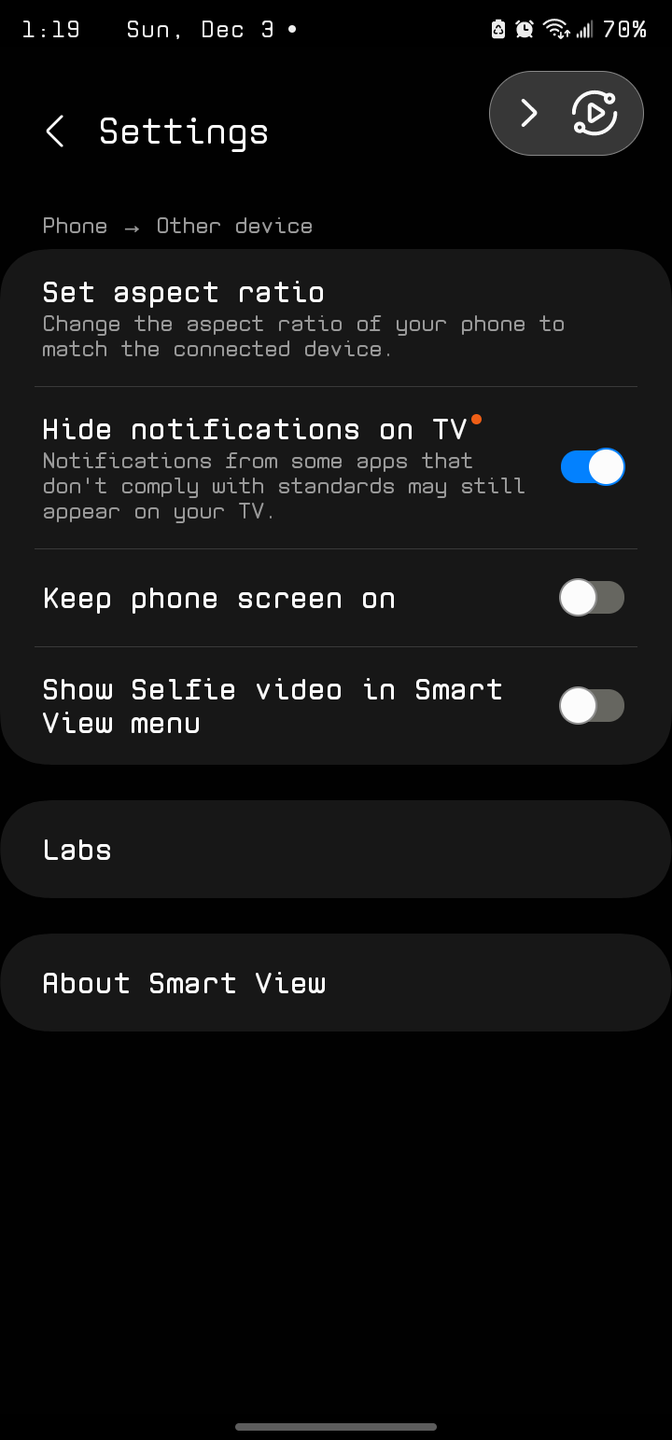 1:19 Sun, Dec 3 • 70%
Settings
Phone → Other device
Set aspect ratio
Change the aspect ratio of your phone to
match the connected device.
Hide notifications on TV
Notifications from some apps that
don't comply with standards may still
appear on your TV.
Keep phone screen on
Show Selfie video in Smart
View menu
Labs
About Smart View